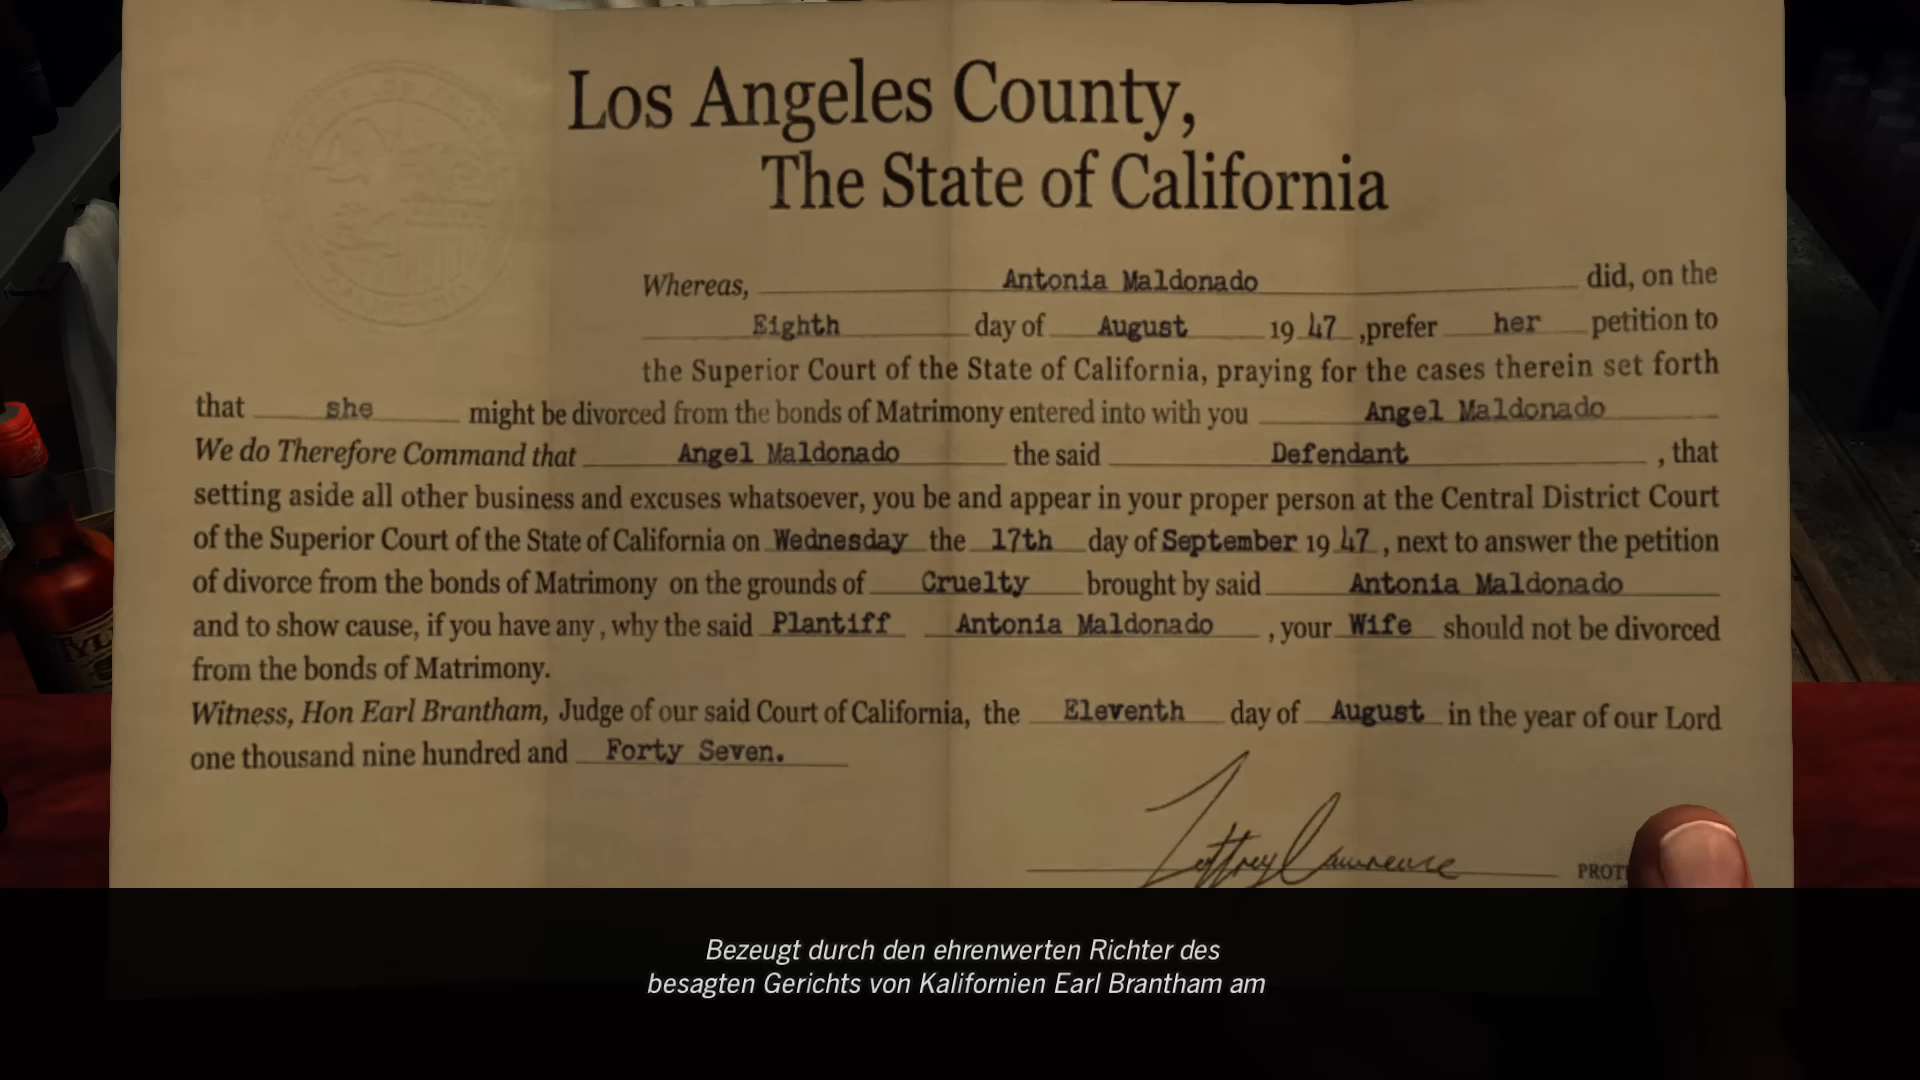 Los Angeles County,
The State of California
Whereas, Antonia Maldonado did, on the
Eighth day of August 19 47 ,prefer her petition to
the Superior Court of the State of California, praying for the cases therein set forth
that she might be divorced from the bonds of Matrimony entered into with you Angel Maldonado
We do Therefore Command that Angel Maldonado the said Defendant , that
setting aside all other business and excuses whatsoever, you be and appear in your proper person at the Central District Court
of the Superior Court of the State of California on Wednesday the 17th day of September 19 47 , next to answer the petition
of divorce from the bonds of Matrimony on the grounds of Cruelty brought by said Antonia Maldonado
and to show cause, if you have any , why the said Plantiff Antonia Maldonado , your Wife should not be divorced
from the bonds of Matrimony.
Witness, Hon Earl Brantham, Judge of our said Court of California, the Eleventh day of August in the year of our Lord
one thousand nine hundred and Forty Seven.
Jeffrey Lawrence
Bezeugt durch den ehrenwerten Richter des
besagten Gerichts von Kalifornien Earl Brantham am